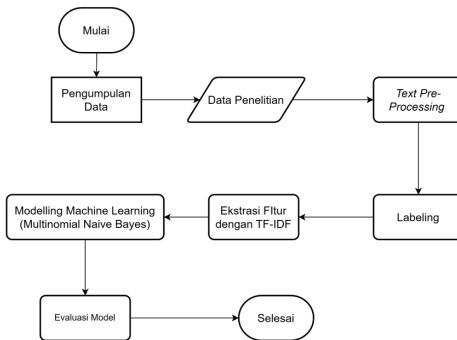 Mulai
Pengumpulan
Data
Data Penelitian
Text Pre-
Processing
Labeling
Ekstrasi FItur
dengan TF-IDF
Modelling Machine Learning
(Multinomial Naive Bayes)
Evaluasi Model
Selesai